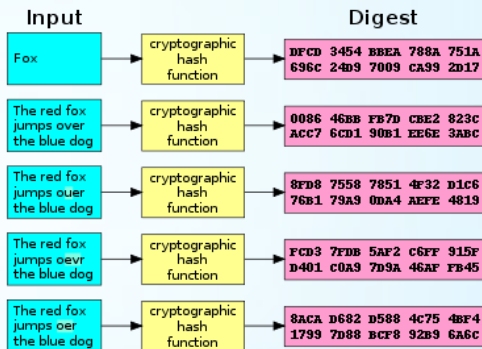 Input
Digest
Fox
cryptographic
hash
function
DFCD 3454 BBEA 788A 751A
696C 24D9 7009 CA99 2D17
The red fox
jumps over
the blue dog
cryptographic
hash
function
0086 46BB FB7D CBE2 823C
ACC7 6CD1 90B1 EE6E 3ABC
The red fox
jumps ouer
the blue dog
cryptographic
hash
function
8FD8 7558 7851 4F32 D1C6
76B1 79A9 0DA4 AEFE 4819
The red fox
jumps oevr
the blue dog
cryptographic
hash
function
FCD3 7FDB 5AF2 C6FF 915F
D401 C0A9 7D9A 46AF FB45
The red fox
jumps oer
the blue dog
cryptographic
hash
function
8ACA D682 D588 4C75 4BF4
1799 7D88 BCF8 92B9 6A6C